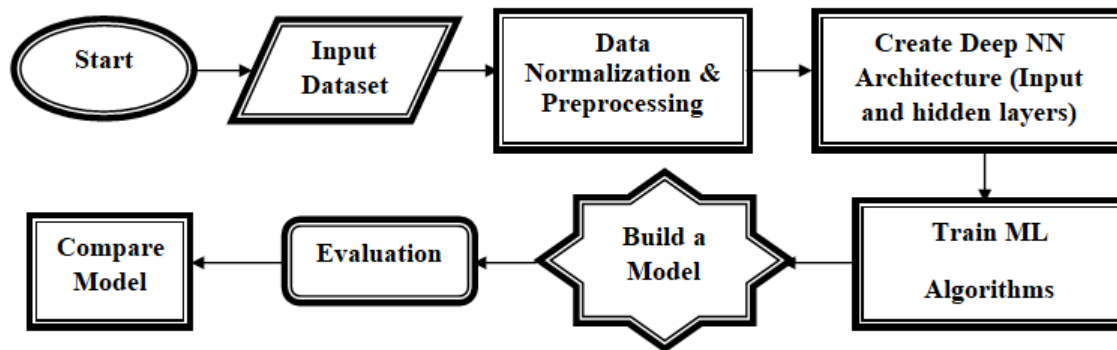 Start
Input
Dataset
Data
Normalization &
Preprocessing
Create Deep NN
Architecture (Input
and hidden layers)
Train ML
Algorithms
Build a
Model
Evaluation
Compare
Model